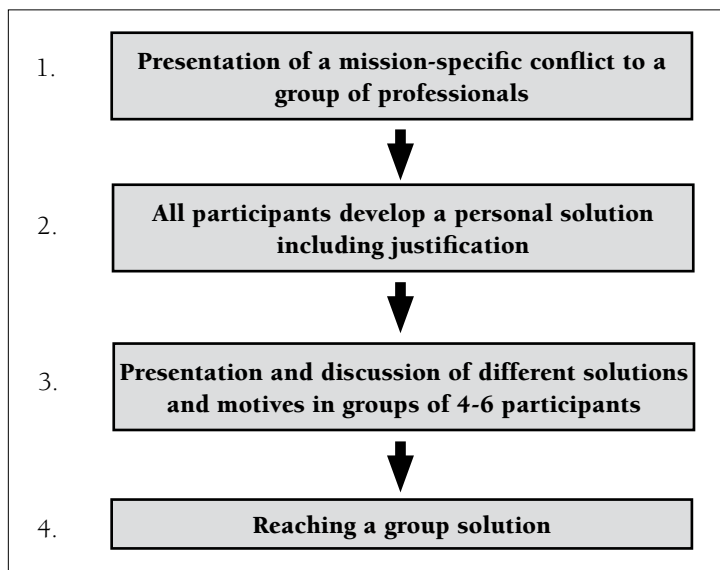 1.
Presentation of a mission-specific conflict to a
group of professionals
2.
All participants develop a personal solution
including justification
3.
Presentation and discussion of different solutions
and motives in groups of 4-6 participants
4.
Reaching a group solution